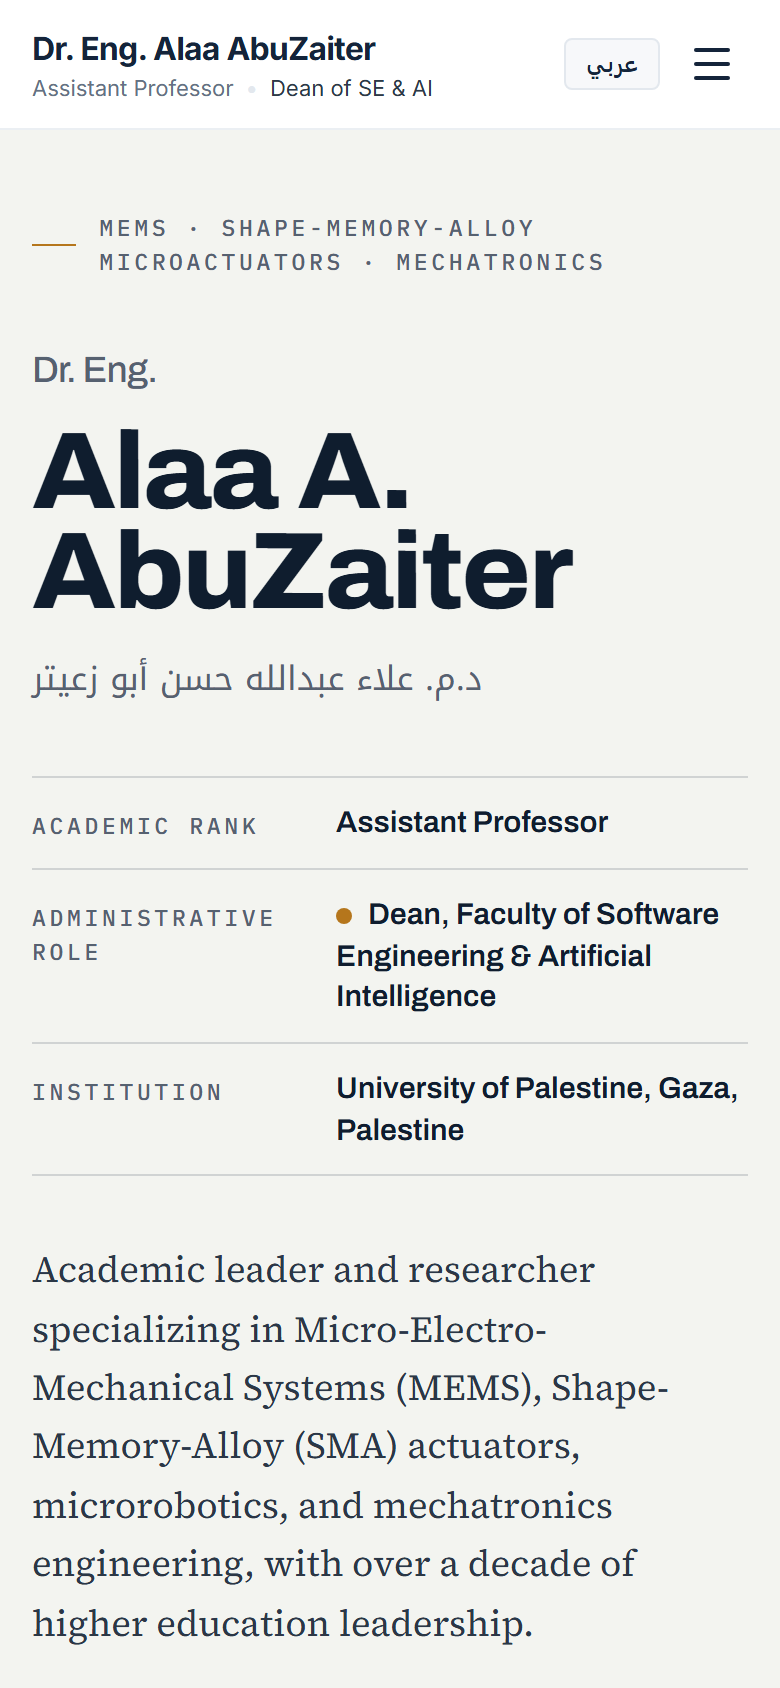 Dr. Eng. Alaa AbuZaiter
عربي
Assistant Professor • Dean of SE & AI
MEMS · SHAPE-MEMORY-ALLOY
MICROACTUATORS · MECHATRONICS
Dr. Eng.
Alaa A.
AbuZaiter
د.م. علاء عبدالله حسن أبو زعيتر
ACADEMIC RANK
Assistant Professor
ADMINISTRATIVE
ROLE
Dean, Faculty of Software
Engineering & Artificial
Intelligence
INSTITUTION
University of Palestine, Gaza,
Palestine
Academic leader and researcher
specializing in Micro-Electro-
Mechanical Systems (MEMS), Shape-
Memory-Alloy (SMA) actuators,
microrobotics, and mechatronics
engineering, with over a decade of
higher education leadership.